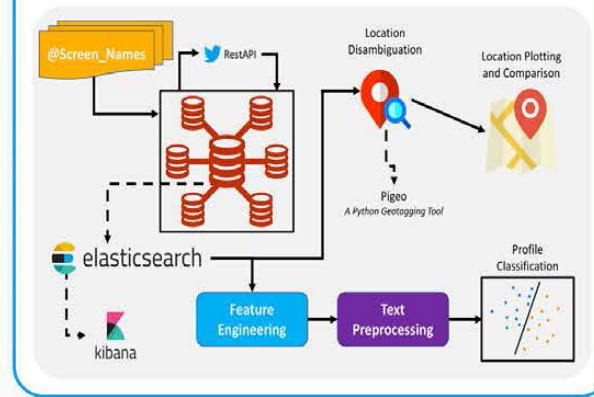 @Screen_Names
RestAPI
Location
Disambiguation
Location Plotting
and Comparison
Pigeo
A Python Geotagging Tool
elasticsearch
kibana
Feature
Engineering
Text
Preprocessing
Profile
Classification